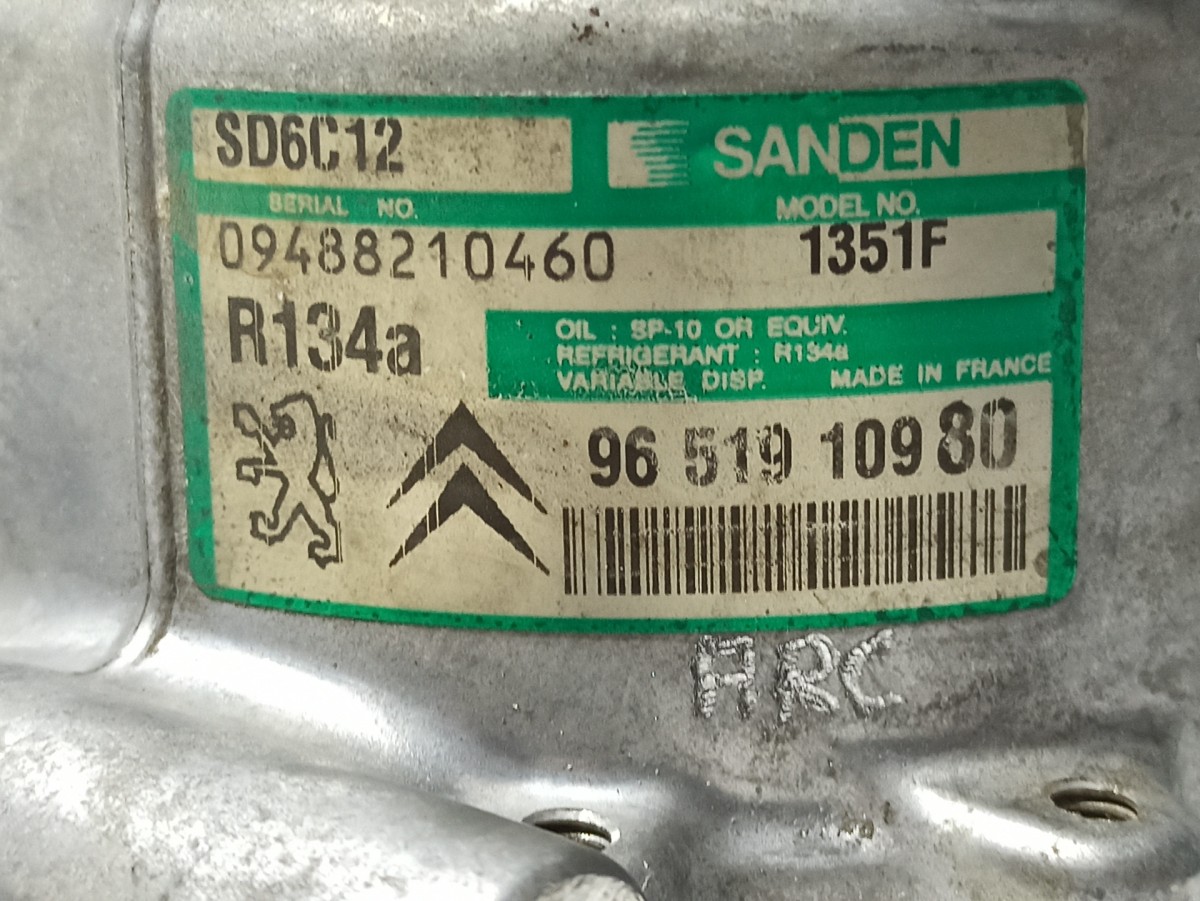 SD6C12
SANDEN
SERIAL NO.
MODEL NO.
09488210460
1351F
R134a
OIL : SP-10 OR EQUIV.
REFRIGERANT : R134a
VARIABLE DISP. MADE IN FRANCE
96 519 109 80
ARC